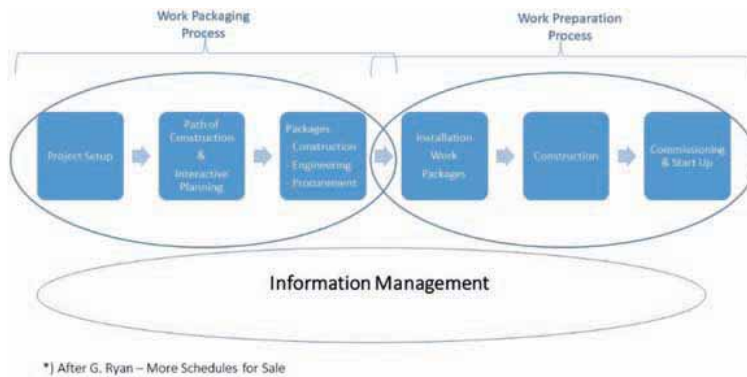 Work Packaging
Process
Work Preparation
Process
Project Setup
Path of
Construction
&
Interactive
Planning
Packages
- Construction
- Engineering
- Procurement
Installation
Work
Packages
Construction
Commissioning
& Start Up
Information Management
*) After G. Ryan – More Schedules for Sale